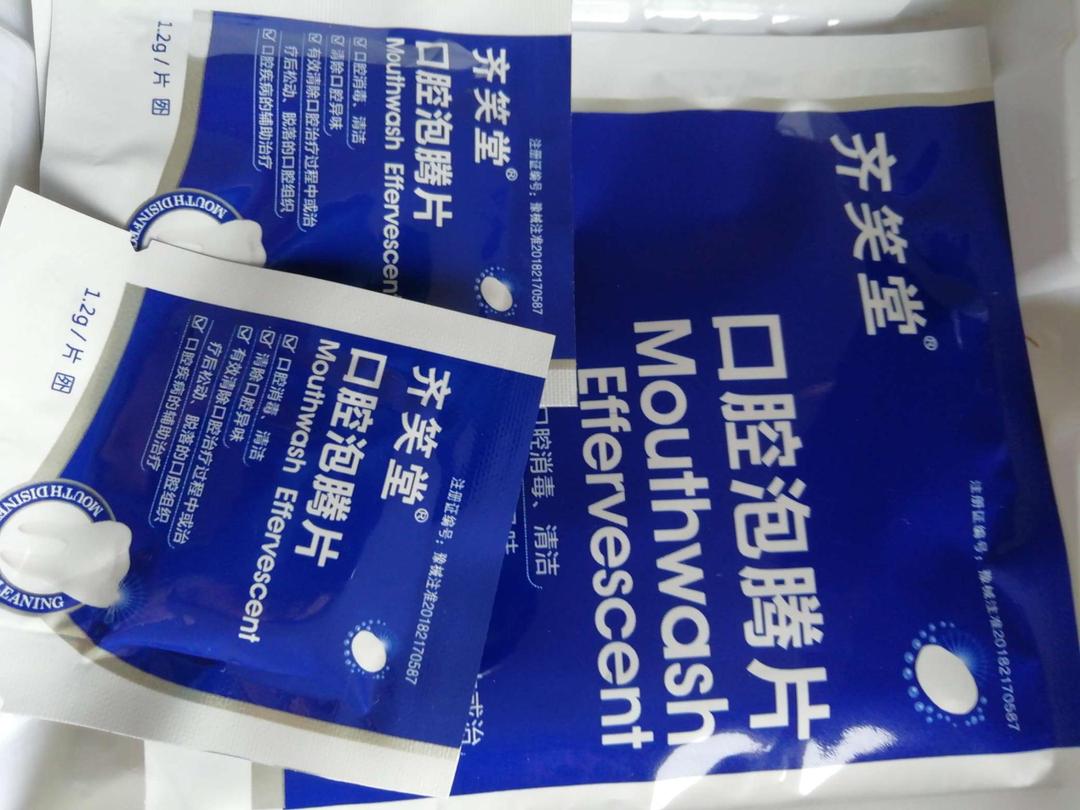 齐笑堂®
口腔泡腾片
Mouthwash
Effervescent
注册证编号：豫械注准20182170587
口腔消毒、清洁
注册证编号：豫械注准20182170587
齐笑堂®
口腔泡腾片
Mouthwash Effervescent
口腔消毒、清洁
清除口腔异味
有效清除口腔治疗过程中或治
疗后松动、脱落的口腔组织
口腔疾病的辅助治疗
MOUTH DISINFE
1.2g/片 外
注册证编号：豫械注准20182170587
齐笑堂®
口腔泡腾片
Mouthwash Effervescent
口腔消毒、清洁
清除口腔异味
有效清除口腔治疗过程中或治
疗后松动、脱落的口腔组织
口腔疾病的辅助治疗
MOUTH DISINFE
EANING
1.2g/片 外